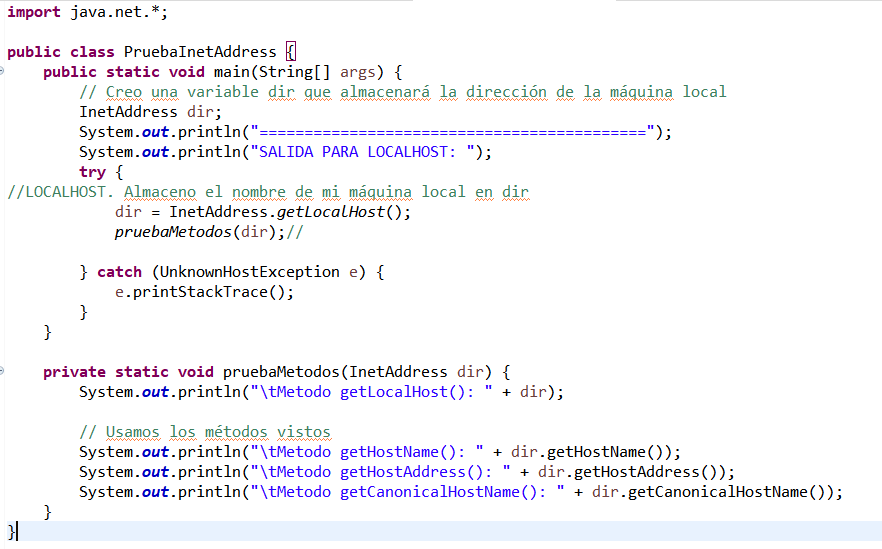 import java.net.*;
public class PruebaInetAddress {
public static void main(String[] args) {
// Creo una variable dir que almacenará la dirección de la máquina local
InetAddress dir;
System.out.println("===========================================");
System.out.println("SALIDA PARA LOCALHOST: ");
try {
//LOCALHOST. Almaceno el nombre de mi máquina local en dir
dir = InetAddress.getLocalHost();
pruebaMetodos(dir);//
} catch (UnknownHostException e) {
e.printStackTrace();
}
}
private static void pruebaMetodos(InetAddress dir) {
System.out.println("\tMetodo getLocalHost(): " + dir);
// Usamos los métodos vistos
System.out.println("\tMetodo getHostName(): " + dir.getHostName());
System.out.println("\tMetodo getHostAddress(): " + dir.getHostAddress());
System.out.println("\tMetodo getCanonicalHostName(): " + dir.getCanonicalHostName());
}
}